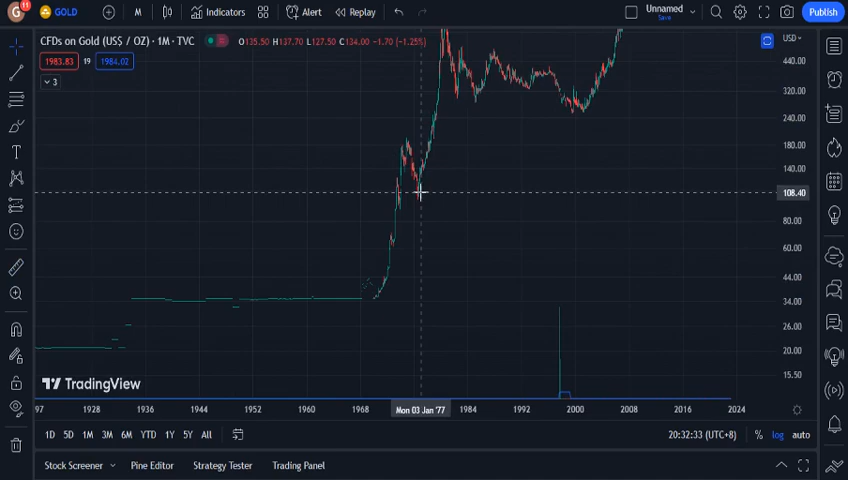 G 11 GOLD M Indicators Alert Replay Unnamed Save Publish
CFDs on Gold (US$ / OZ) · 1M · TVC O135.50 H137.70 L127.50 C134.00 −1.70 (−1.25%) USD
1983.83 19 1984.02
3
440.00
320.00
240.00
180.00
140.00
108.40
80.00
60.00
44.00
34.00
26.00
20.00
15.50
TradingView
97 1928 1936 1944 1952 1960 1968 Mon 03 Jan '77 1984 1992 2000 2008 2016 2024
1D 5D 1M 3M 6M YTD 1Y 5Y All 20:32:33 (UTC+8) % log auto
Stock Screener Pine Editor Strategy Tester Trading Panel